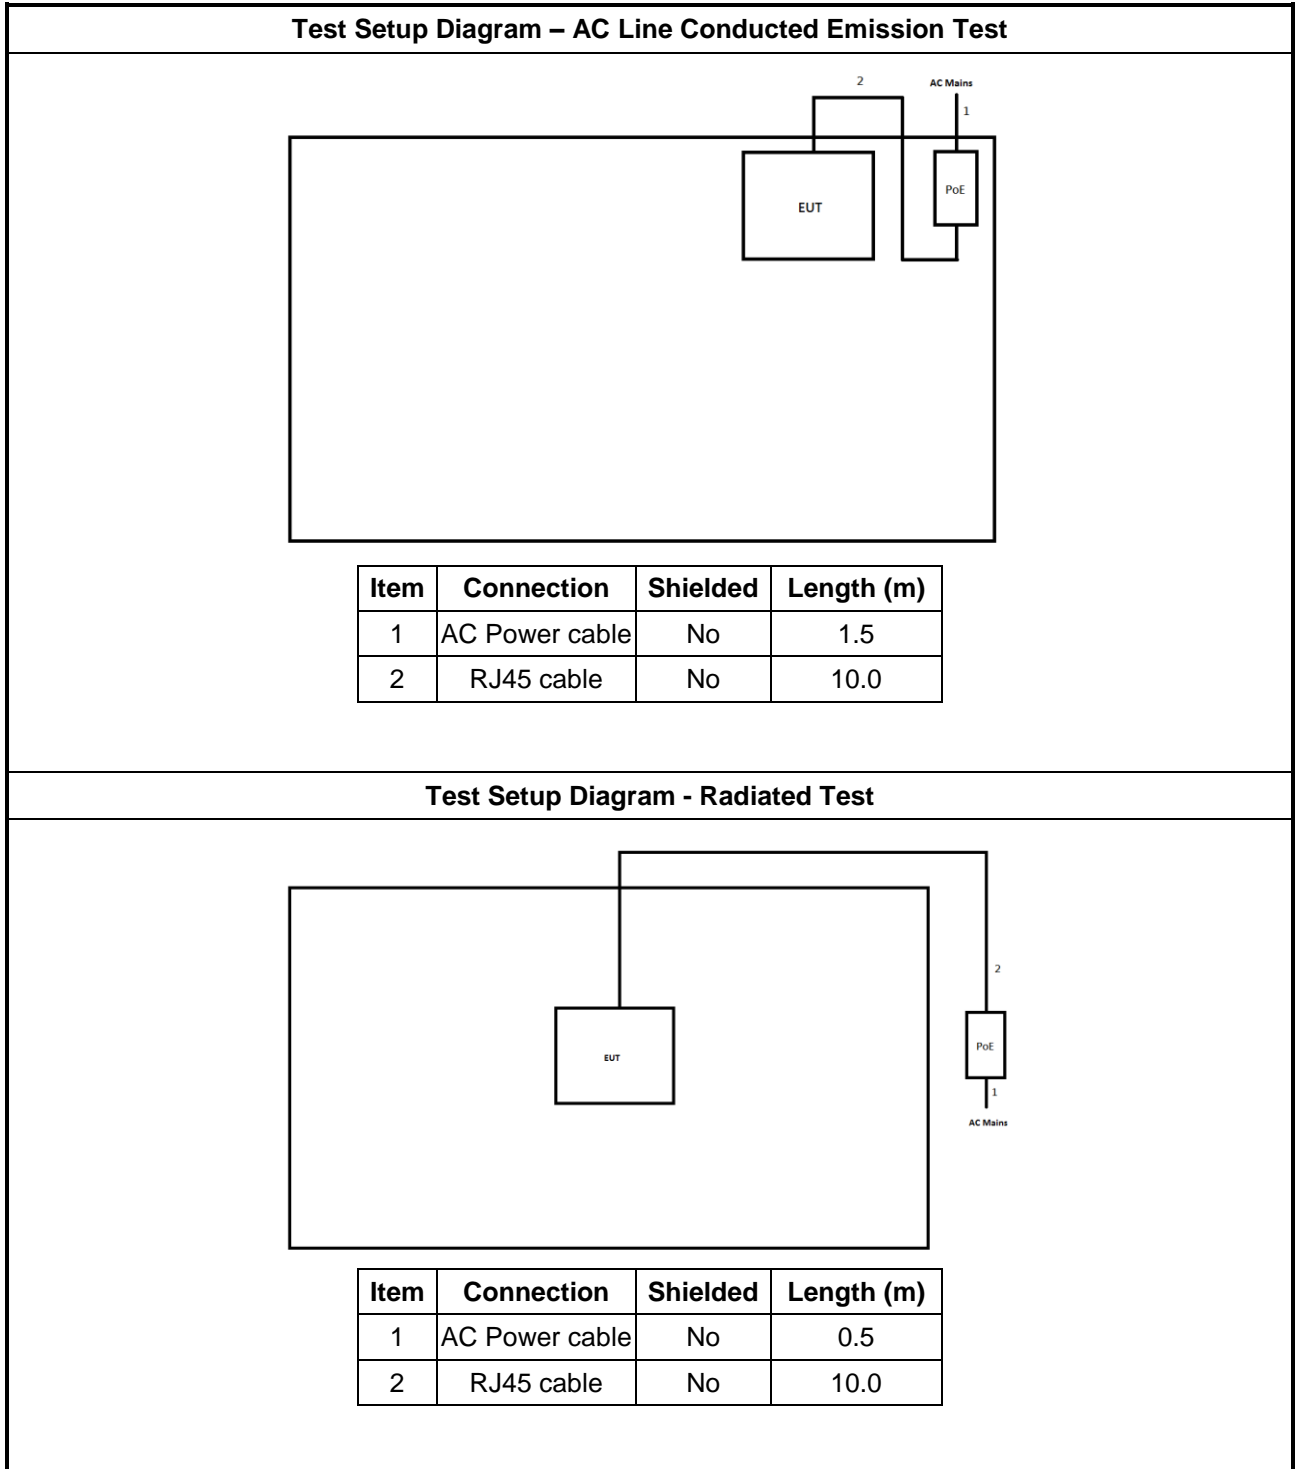 Test Setup Diagram – AC Line Conducted Emission Test
2
AC Mains
1
PoE
EUT
Item Connection Shielded Length (m)
1 AC Power cable No 1.5
2 RJ45 cable No 10.0
Test Setup Diagram - Radiated Test
2
PoE
EUT
1
AC Mains
Item Connection Shielded Length (m)
1 AC Power cable No 0.5
2 RJ45 cable No 10.0